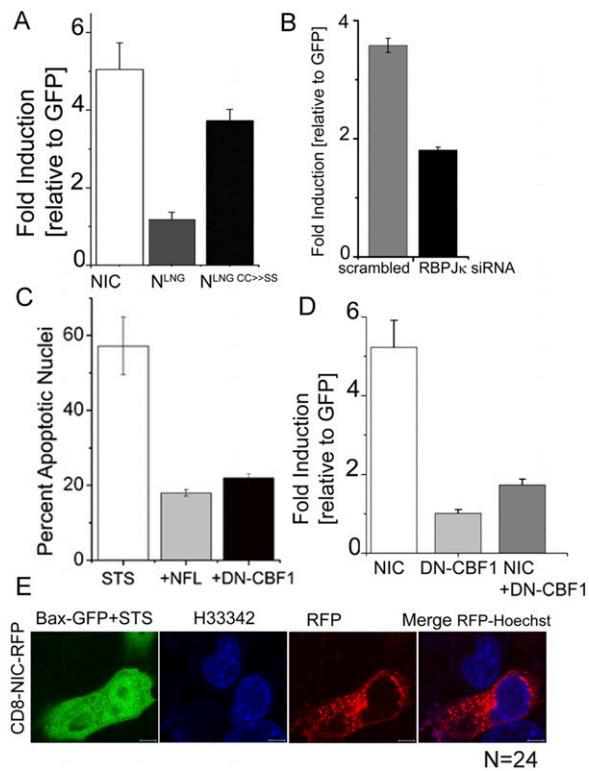 A
Fold Induction
[relative to GFP]
6
4
2
0
NIC
N^LNG
N^LNG CC>>SS
B
Fold Induction [relative to GFP]
4
2
0
scrambled
RBPJκ siRNA
C
Percent Apoptotic Nuclei
60
40
20
0
STS
+NFL
+DN-CBF1
D
Fold Induction
[relative to GFP]
6
4
2
0
NIC
DN-CBF1
NIC
+DN-CBF1
E
Bax-GFP+STS
H33342
RFP
Merge RFP-Hoechst
CD8-NIC-RFP
N=24